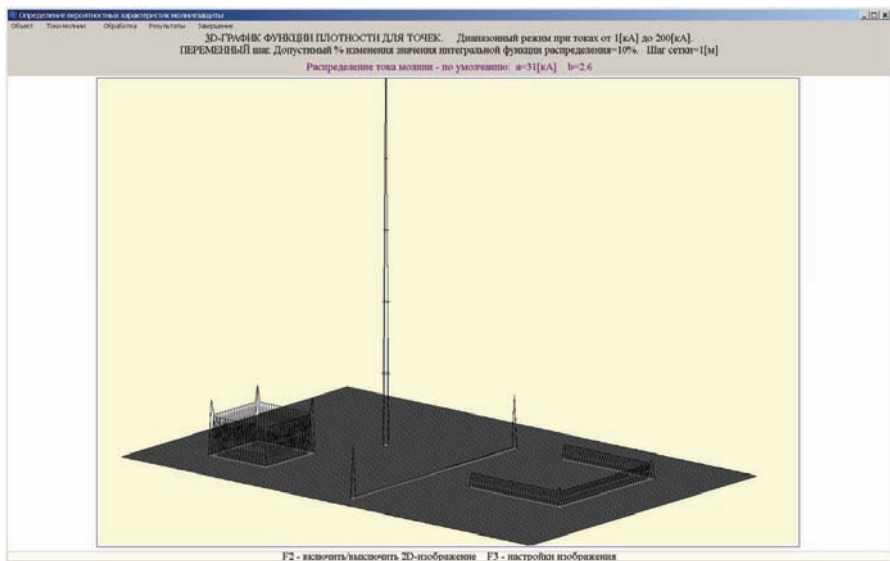 Определение вероятностных характеристик молниезащиты
Объект Токи молнии Обработка Результаты Завершение
3D-ГРАФИК ФУНКЦИИ ПЛОТНОСТИ ДЛЯ ТОЧЕК. Диапазонный режим при токах от 1[кА] до 200[кА].
ПЕРЕМЕННЫЙ шаг. Допустимый % изменения значения интегральной функции распределения=10%. Шаг сетки=1[м]
Распределение тока молнии - по умолчанию: a=31[кА] b=2.6
F2 - включить/выключить 2D-изображение F3 - настройки изображения